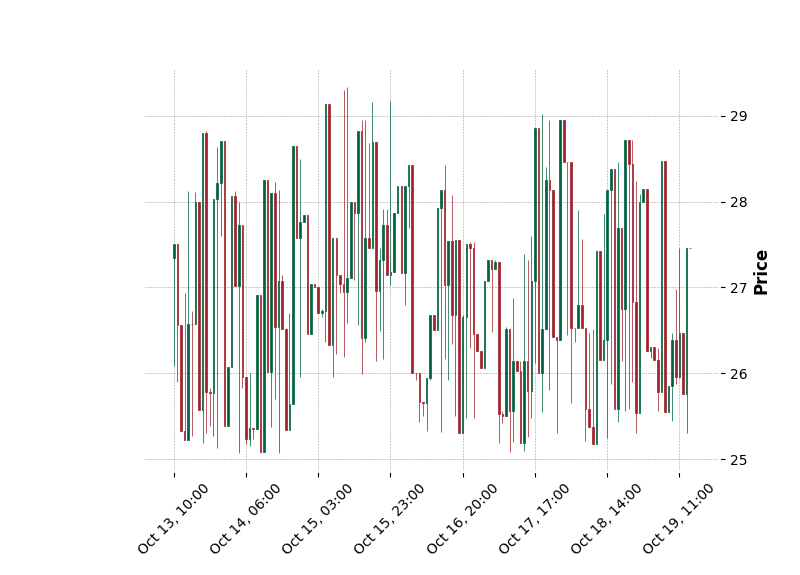 29
28
27
26
25
Price
Oct 13, 10:00
Oct 14, 06:00
Oct 15, 03:00
Oct 15, 23:00
Oct 16, 20:00
Oct 17, 17:00
Oct 18, 14:00
Oct 19, 11:00